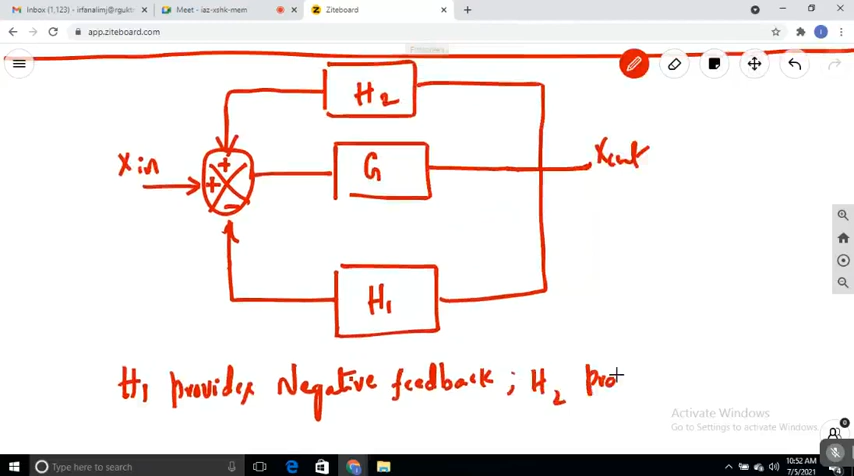 Inbox (1,123) - irfanalimj@rgukt
Meet - iaz-xshk-mem
Ziteboard
app.ziteboard.com
H2
+
X in
+
G
Xout
−
H1
H1 provides Negative feedback ; H2 pro
Activate Windows
Go to Settings to activate Windows.
0
Type here to search
10:52 AM
7/5/2021